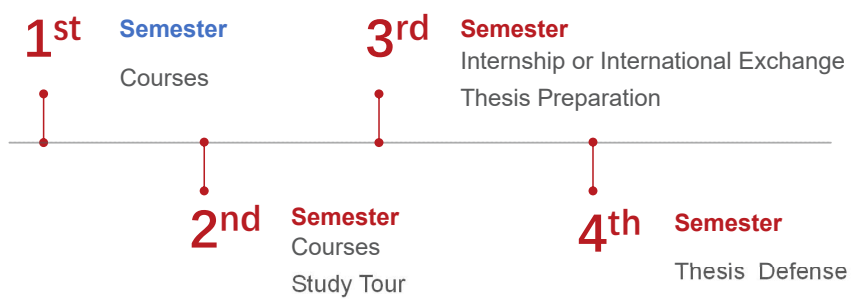 1st Semester
Courses
3rd Semester
Internship or International Exchange
Thesis Preparation
2nd Semester
Courses
Study Tour
4th Semester
Thesis Defense